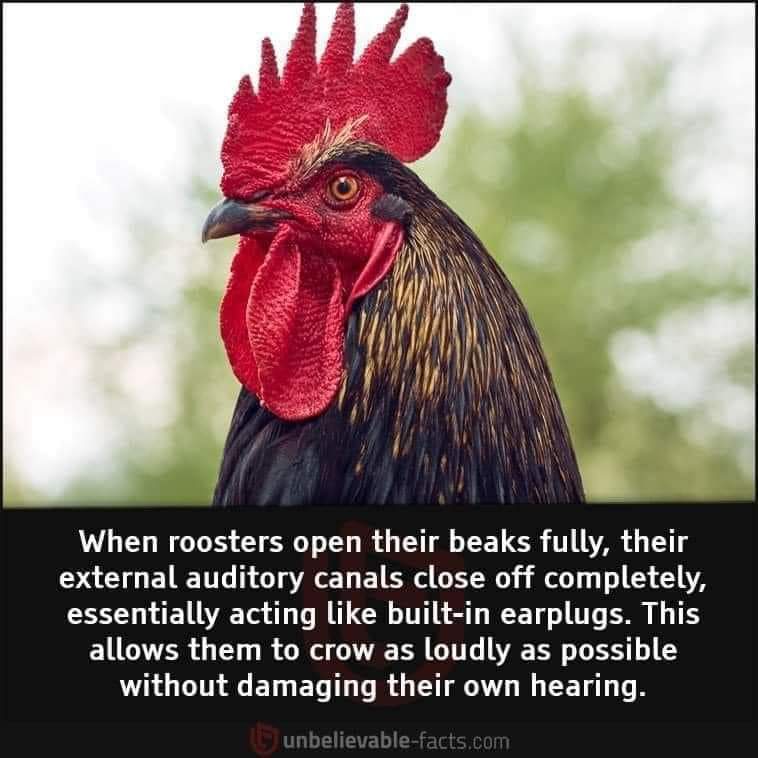 When roosters open their beaks fully, their
external auditory canals close off completely,
essentially acting like built-in earplugs. This
allows them to crow as loudly as possible
without damaging their own hearing.
unbelievable-facts.com